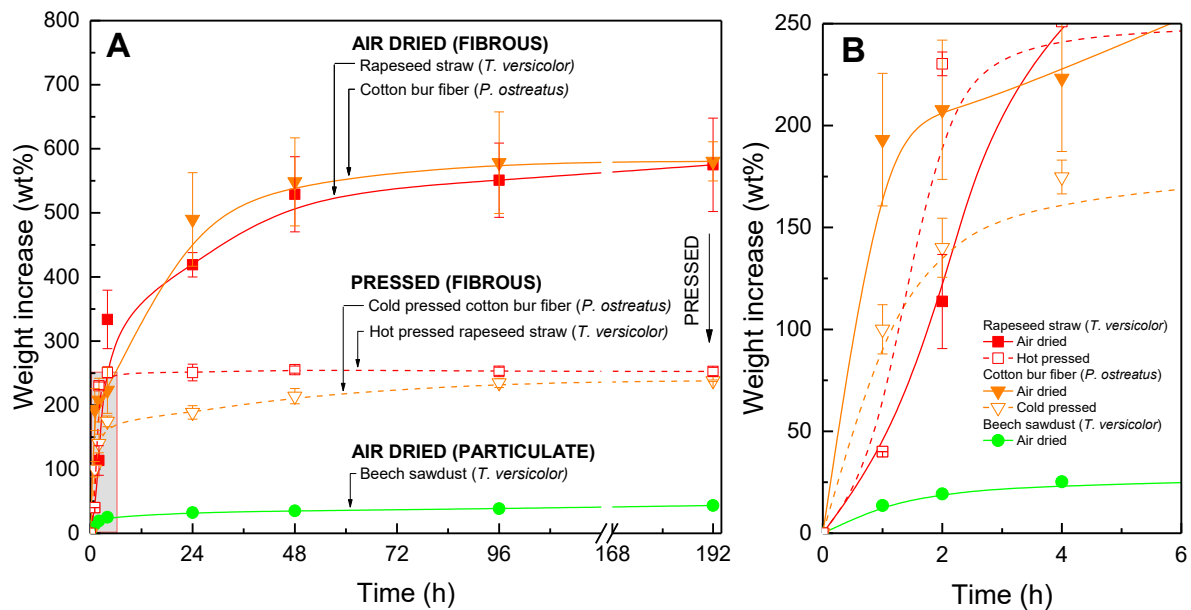 A
800
700
600
500
400
300
200
100
0
Weight increase (wt%)
AIR DRIED (FIBROUS)
Rapeseed straw (T. versicolor)
Cotton bur fiber (P. ostreatus)
PRESSED (FIBROUS)
Cold pressed cotton bur fiber (P. ostreatus)
Hot pressed rapeseed straw (T. versicolor)
PRESSED
AIR DRIED (PARTICULATE)
Beech sawdust (T. versicolor)
0 24 48 72 96 168 192
Time (h)
B
250
200
150
100
50
0
Weight increase (wt%)
Rapeseed straw (T. versicolor)
Air dried
Hot pressed
Cotton bur fiber (P. ostreatus)
Air dried
Cold pressed
Beech sawdust (T. versicolor)
Air dried
0 2 4 6
Time (h)